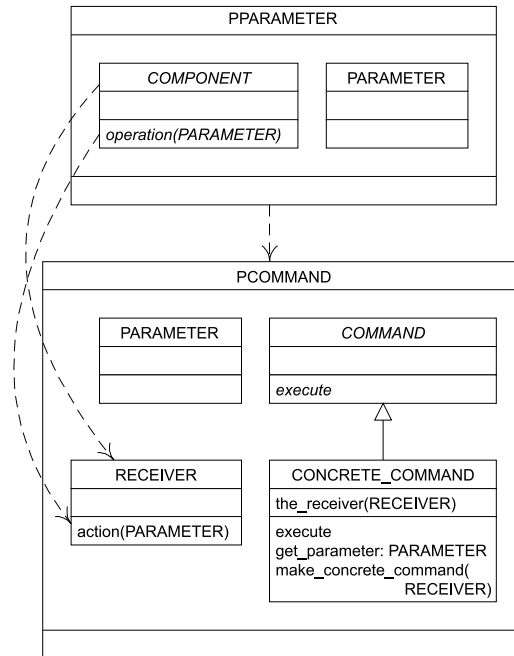 PPARAMETER
COMPONENT
operation(PARAMETER)
PARAMETER
PCOMMAND
PARAMETER
COMMAND
execute
RECEIVER
action(PARAMETER)
CONCRETE_COMMAND
the_receiver(RECEIVER)
execute
get_parameter: PARAMETER
make_concrete_command(
RECEIVER)